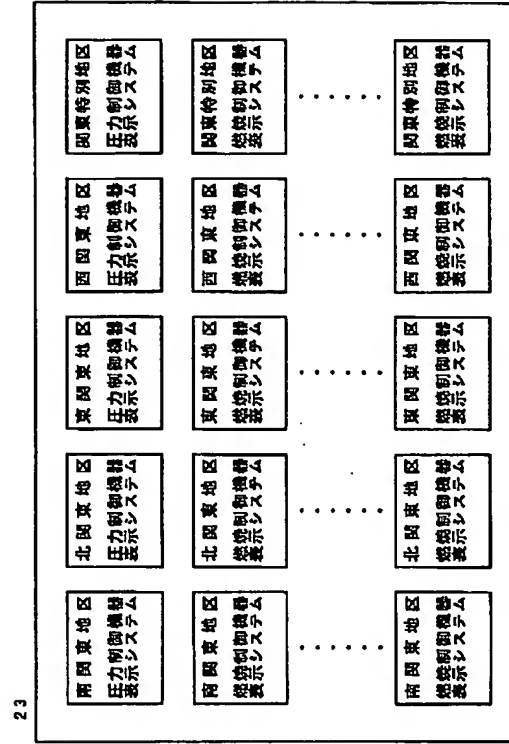 23
南関東地区
圧力制御機器
表示システム
北関東地区
圧力制御機器
表示システム
東関東地区
圧力制御機器
表示システム
西関東地区
圧力制御機器
表示システム
関東特別地区
圧力制御機器
表示システム
南関東地区
燃焼制御機器
表示システム
北関東地区
燃焼制御機器
表示システム
東関東地区
燃焼制御機器
表示システム
西関東地区
燃焼制御機器
表示システム
関東特別地区
燃焼制御機器
表示システム
南関東地区
燃焼制御機器
表示システム
北関東地区
燃焼制御機器
表示システム
東関東地区
燃焼制御機器
表示システム
西関東地区
燃焼制御機器
表示システム
関東特別地区
燃焼制御機器
表示システム